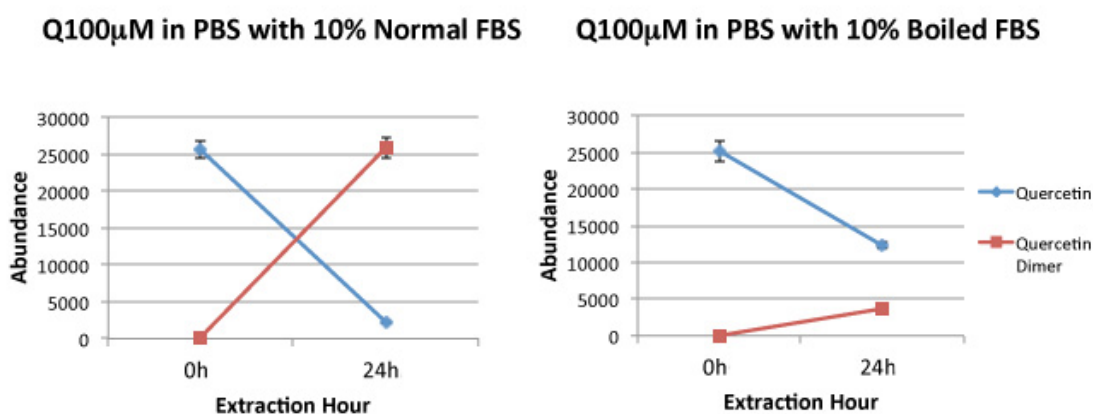 Q100μM in PBS with 10% Normal FBS
30000
25000
20000
15000
10000
5000
0
Abundance
0h
24h
Extraction Hour
Q100μM in PBS with 10% Boiled FBS
30000
25000
20000
15000
10000
5000
0
Abundance
0h
24h
Extraction Hour
Quercetin
Quercetin
Dimer